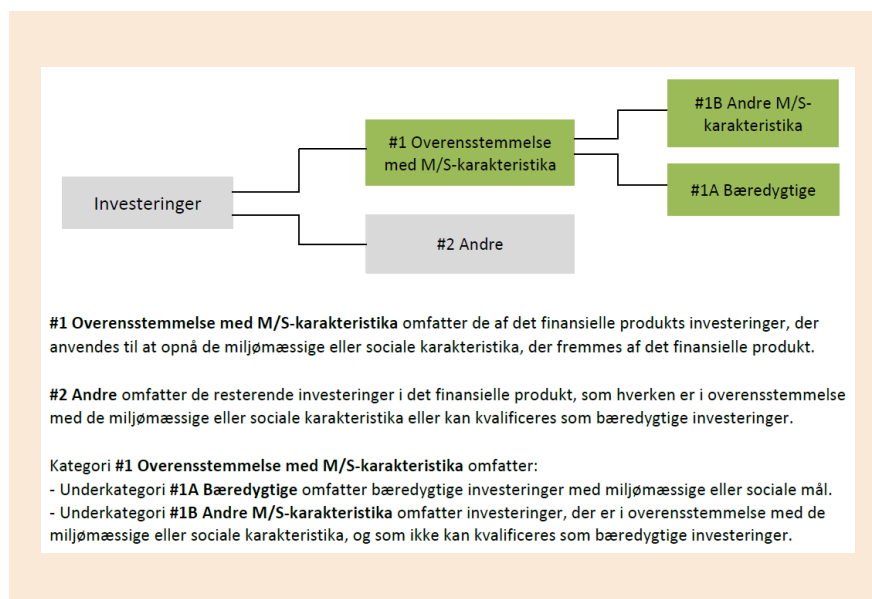 #1B Andre M/S-
karakteristika
#1 Overensstemmelse
med M/S-karakteristika
#1A Bæredygtige
Investeringer
#2 Andre
#1 Overensstemmelse med M/S-karakteristika omfatter de af det finansielle produkts investeringer, der
anvendes til at opnå de miljømæssige eller sociale karakteristika, der fremmes af det finansielle produkt.
#2 Andre omfatter de resterende investeringer i det finansielle produkt, som hverken er i overensstemmelse
med de miljømæssige eller sociale karakteristika eller kan kvalificeres som bæredygtige investeringer.
Kategori #1 Overensstemmelse med M/S-karakteristika omfatter:
- Underkategori #1A Bæredygtige omfatter bæredygtige investeringer med miljømæssige eller sociale mål.
- Underkategori #1B Andre M/S-karakteristika omfatter investeringer, der er i overensstemmelse med de
miljømæssige eller sociale karakteristika, og som ikke kan kvalificeres som bæredygtige investeringer.